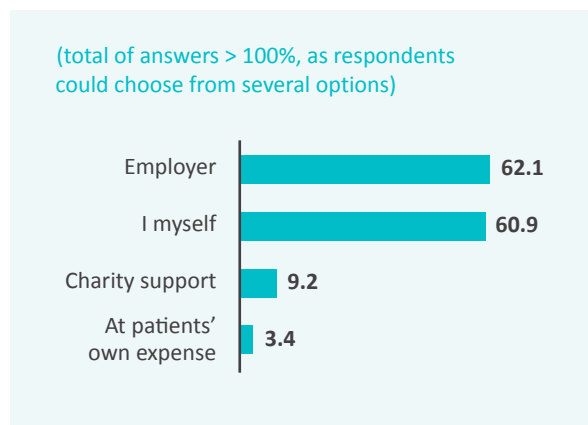 (total of answers > 100%, as respondents
could choose from several options)
Employer 62.1
I myself 60.9
Charity support 9.2
At patients’
own expense 3.4